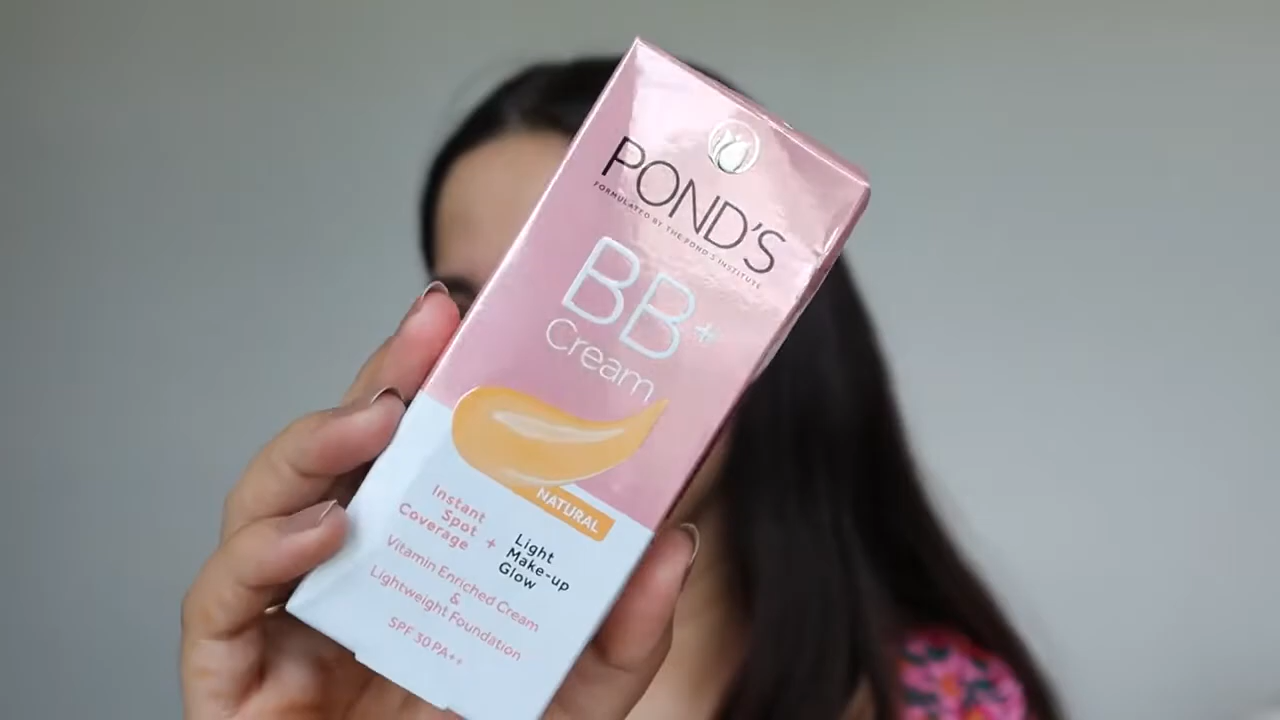 POND'S
FORMULATED BY THE POND'S INSTITUTE
BB+
Cream
NATURAL
Instant
Spot
Coverage
+
Light
Make-up
Glow
Vitamin Enriched Cream
&
Lightweight Foundation
SPF 30 PA++